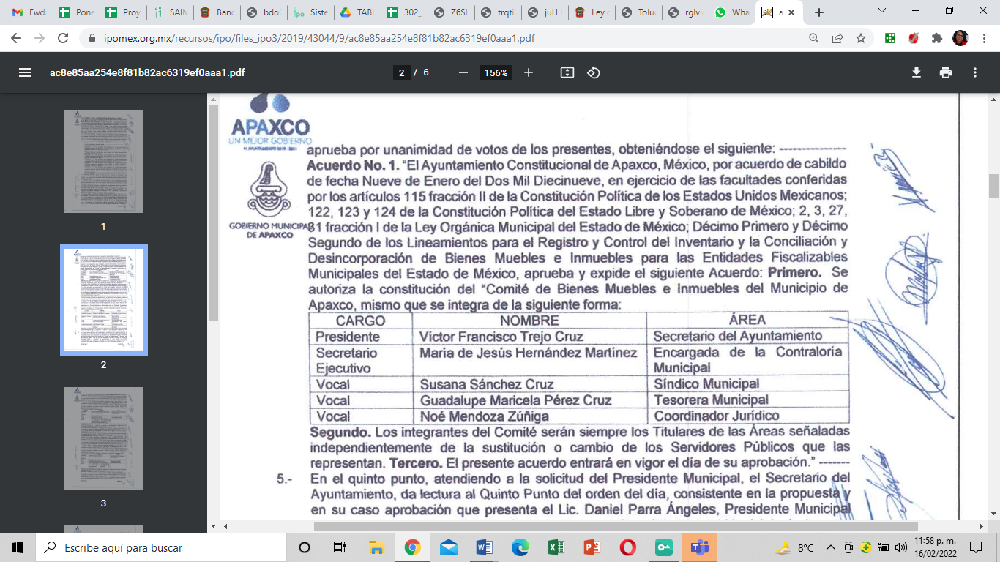 Fwd:
Pone
Proy
SAIM
Banc
bdo(
Siste
TABL
302_
Z6SH
trqti2
jul11
Ley
Toluc
rglvi
Wha
a
ipomex.org.mx/recursos/ipo/files_ipo3/2019/43044/9/ac8e85aa254e8f81b82ac6319ef0aaa1.pdf
ac8e85aa254e8f81b82ac6319ef0aaa1.pdf
2 / 6
156%
1
2
3
APAXCO
UN MEJOR GOBIERNO
H. AYUNTAMIENTO 2019 - 2021
GOBIERNO MUNICIPAL
DE APAXCO
aprueba por unanimidad de votos de los presentes, obteniéndose el siguiente: --------------
Acuerdo No. 1. “El Ayuntamiento Constitucional de Apaxco, México, por acuerdo de cabildo
de fecha Nueve de Enero del Dos Mil Diecinueve, en ejercicio de las facultades conferidas
por los artículos 115 fracción II de la Constitución Política de los Estados Unidos Mexicanos;
122, 123 y 124 de la Constitución Política del Estado Libre y Soberano de México; 2, 3, 27,
31 fracción I de la Ley Orgánica Municipal del Estado de México; Décimo Primero y Décimo
Segundo de los Lineamientos para el Registro y Control del Inventario y la Conciliación y
Desincorporación de Bienes Muebles e Inmuebles para las Entidades Fiscalizables
Municipales del Estado de México, aprueba y expide el siguiente Acuerdo: Primero. Se
autoriza la constitución del “Comité de Bienes Muebles e Inmuebles del Municipio de
Apaxco, mismo que se integra de la siguiente forma:
CARGO NOMBRE ÁREA
Presidente Víctor Francisco Trejo Cruz Secretario del Ayuntamiento
Secretario Ejecutivo María de Jesús Hernández Martínez Encargada de la Contraloría Municipal
Vocal Susana Sánchez Cruz Síndico Municipal
Vocal Guadalupe Maricela Pérez Cruz Tesorera Municipal
Vocal Noé Mendoza Zúñiga Coordinador Jurídico
Segundo. Los integrantes del Comité serán siempre los Titulares de las Áreas señaladas
independientemente de la sustitución o cambio de los Servidores Públicos que las
representan. Tercero. El presente acuerdo entrará en vigor el día de su aprobación.” -------
5.- En el quinto punto, atendiendo a la solicitud del Presidente Municipal, el Secretario del
Ayuntamiento, da lectura al Quinto Punto del orden del día, consistente en la propuesta y
en su caso aprobación que presenta el Lic. Daniel Parra Ángeles, Presidente Municipal
Escribe aquí para buscar
8°C
11:58 p. m.
16/02/2022